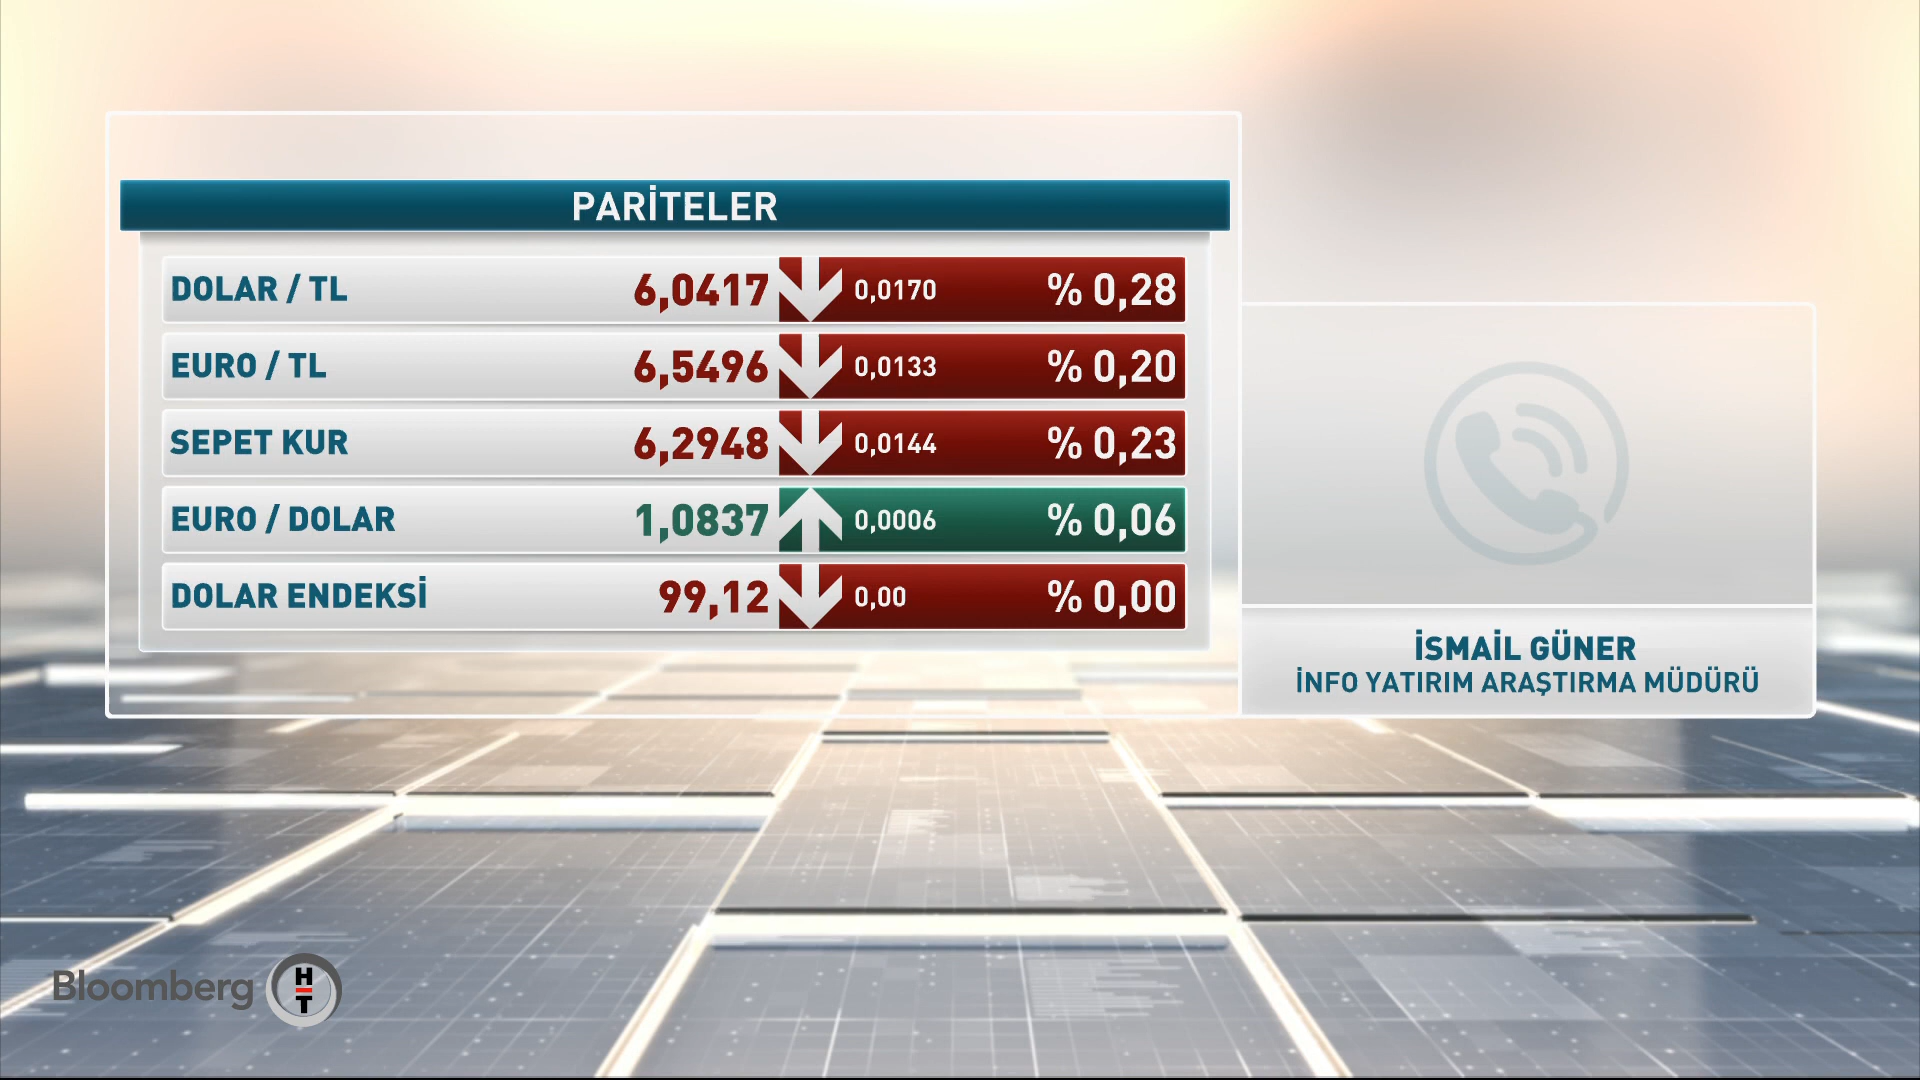 PARİTELER
DOLAR / TL 6,0417 0,0170 % 0,28
EURO / TL 6,5496 0,0133 % 0,20
SEPET KUR 6,2948 0,0144 % 0,23
EURO / DOLAR 1,0837 0,0006 % 0,06
DOLAR ENDEKSİ 99,12 0,00 % 0,00
İSMAİL GÜNER
İNFO YATIRIM ARAŞTIRMA MÜDÜRÜ
Bloomberg HT